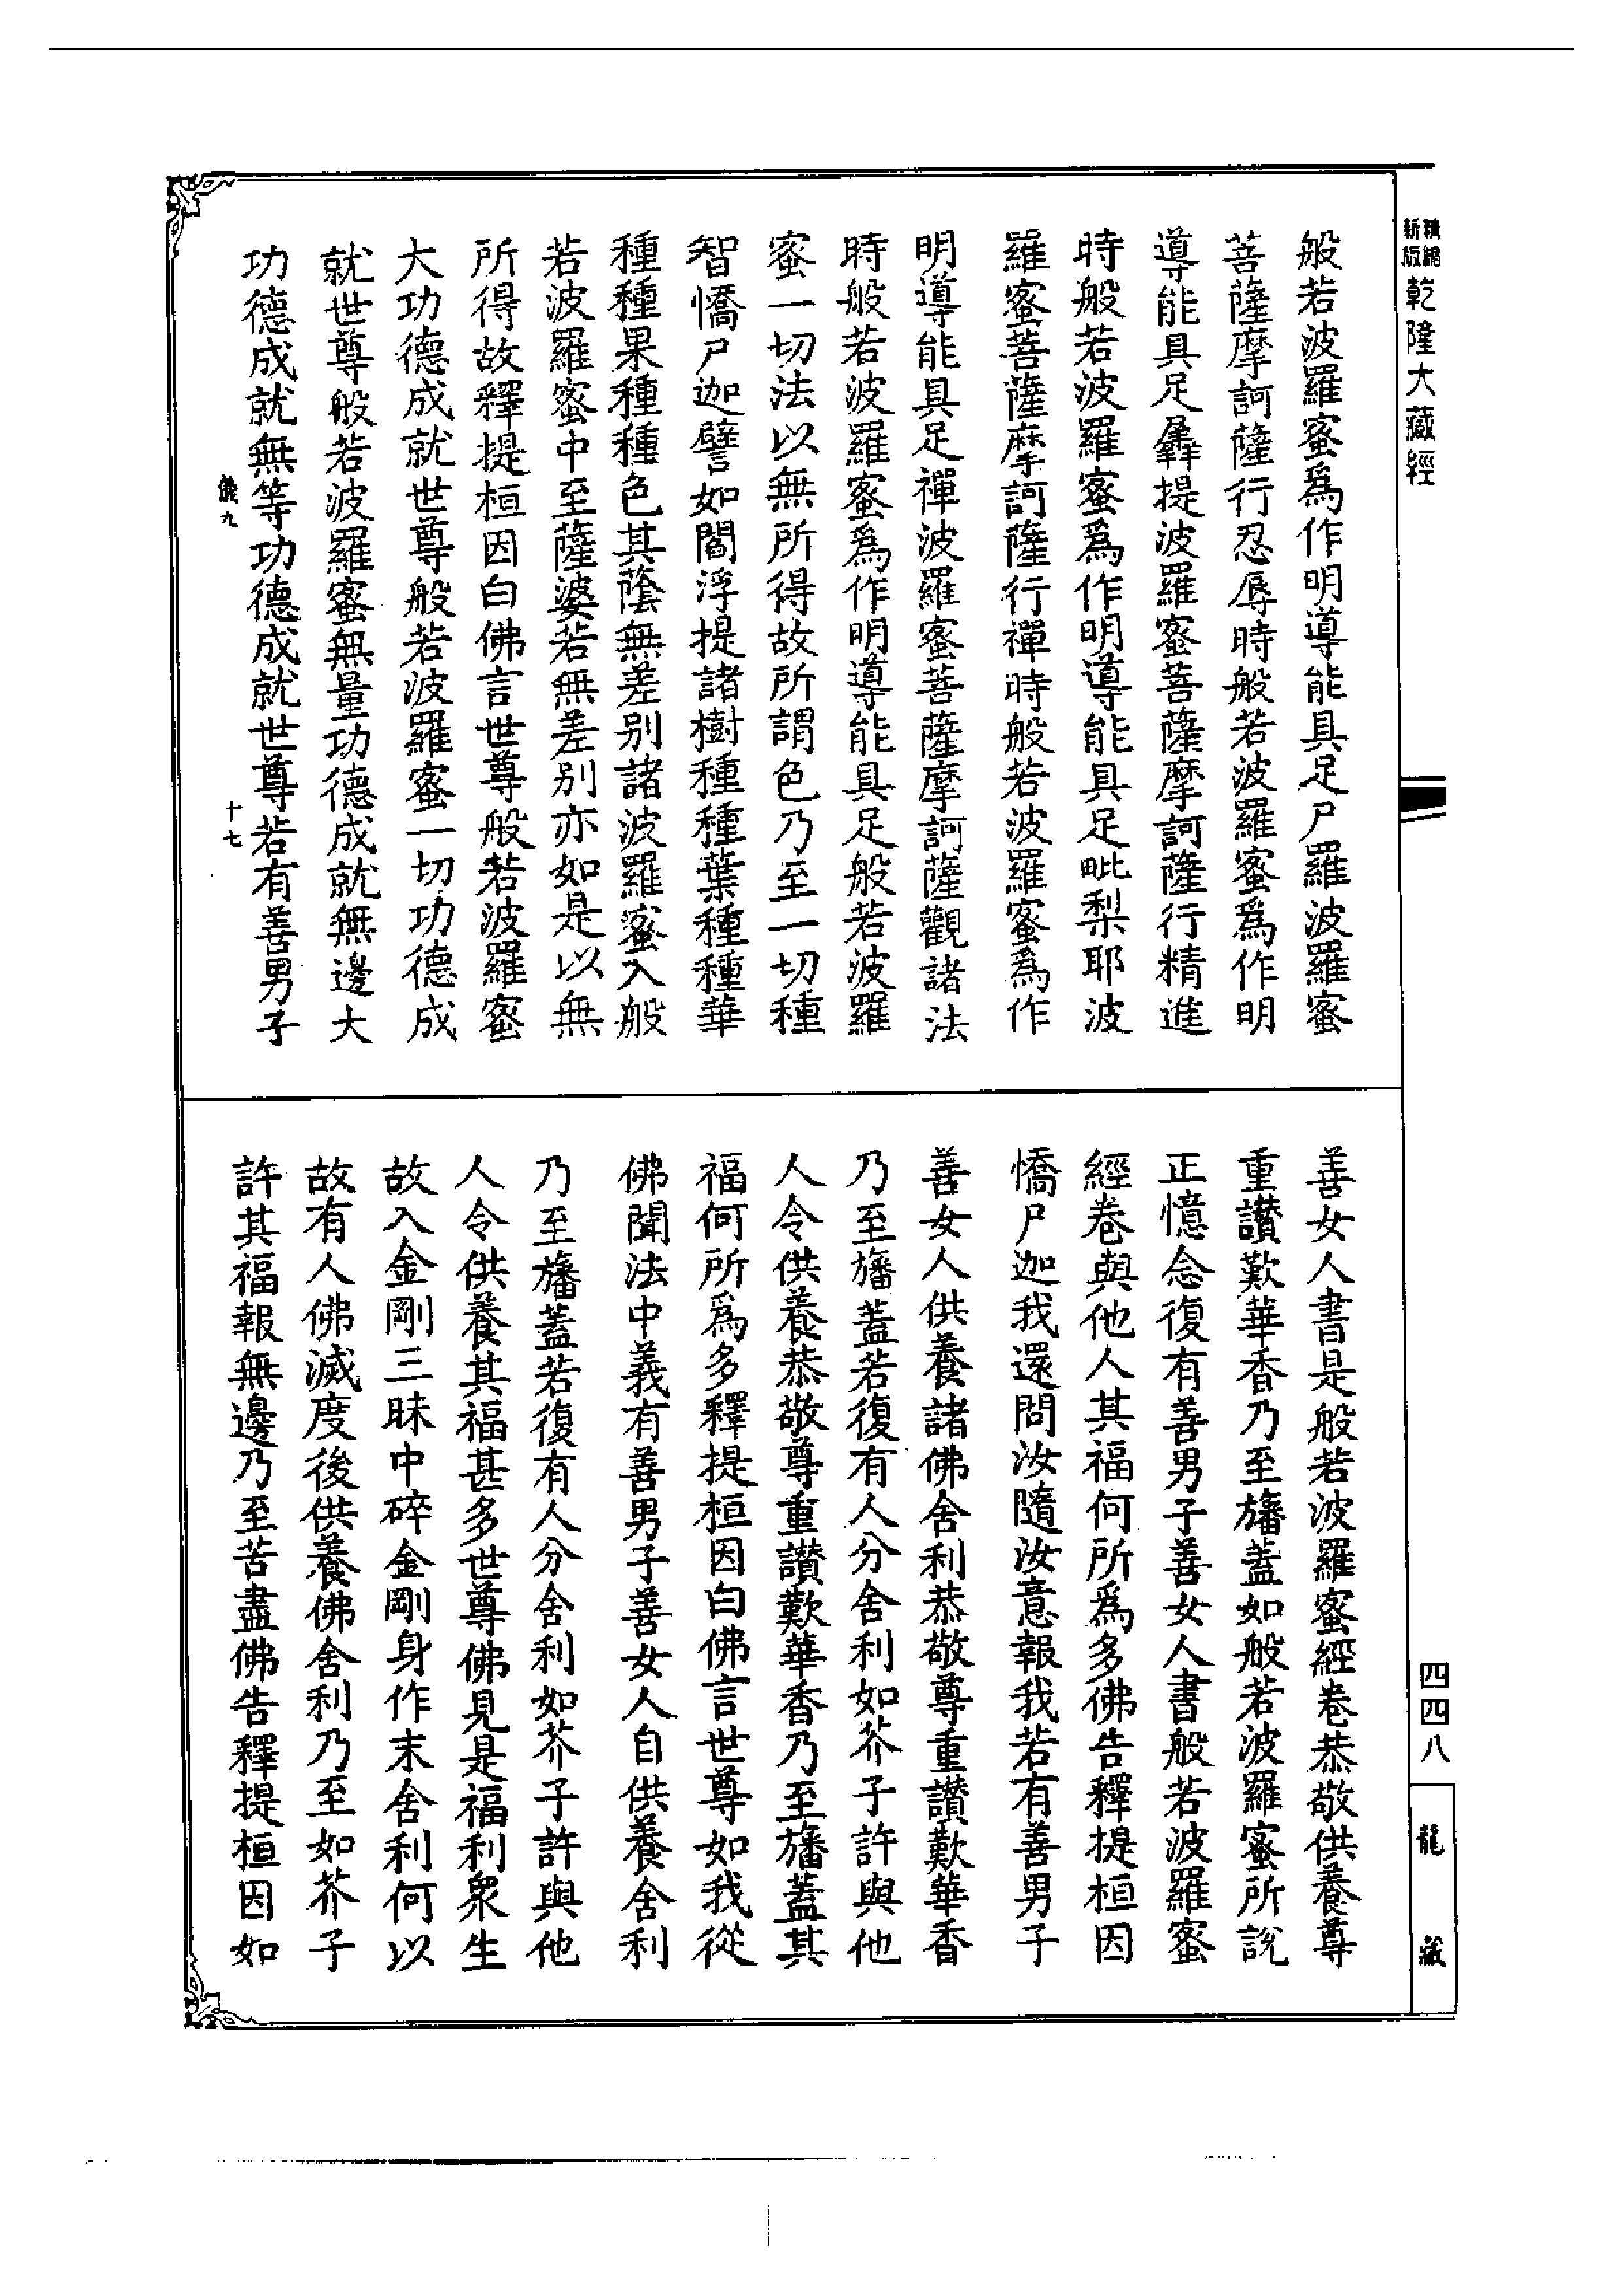 精編新版 乾隆大藏經
般若波羅蜜爲作明導能具足尸羅波羅蜜
菩薩摩訶薩行忍辱時般若波羅蜜爲作明
導能具足羼提波羅蜜菩薩摩訶薩行精進
時般若波羅蜜爲作明導能具足毗梨耶波
羅蜜菩薩摩訶薩行禪時般若波羅蜜爲作
明導能具足禪波羅蜜菩薩摩訶薩觀諸法
時般若波羅蜜爲作明導能具足般若波羅
蜜一切法以無所得故所謂色乃至一切種
智憍尸迦譬如閻浮提諸樹種種葉種種華
種種果種種色其蔭無差別諸波羅蜜入般
若波羅蜜中至薩婆若無差別亦如是以無
所得故釋提桓因白佛言世尊般若波羅蜜
大功德成就世尊般若波羅蜜一切功德成
就世尊般若波羅蜜無量功德成就無邊大
功德成就無等功德成就世尊若有善男子
儀九 十七
善女人書是般若波羅蜜經卷恭敬供養尊
重讚歎華香乃至旛蓋如般若波羅蜜所說
正憶念復有善男子善女人書般若波羅蜜
經卷與他人其福何所爲多佛告釋提桓因
憍尸迦我還問汝隨汝意報我若有善男子
善女人供養諸佛舍利恭敬尊重讚歎華香
乃至旛蓋若復有人分舍利如芥子許與他
人令供養恭敬尊重讚歎華香乃至旛蓋其
福何所爲多釋提桓因白佛言世尊如我從
佛聞法中義有善男子善女人自供養舍利
乃至旛蓋若復有人分舍利如芥子許與他
人令供養其福甚多世尊佛見是福利衆生
故入金剛三昧中碎金剛身作末舍利何以
故有人佛滅度後供養佛舍利乃至如芥子
許其福報無邊乃至苦盡佛告釋提桓因如
四四八
龍藏